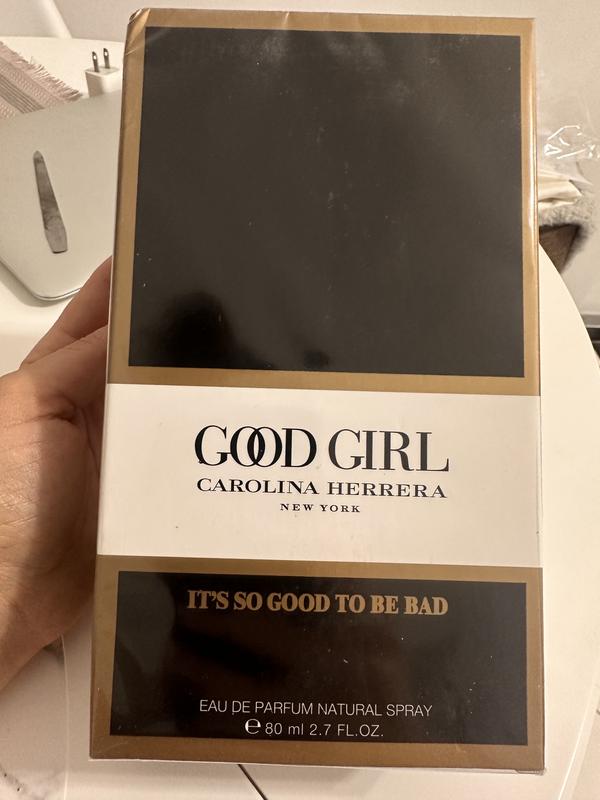 GOOD GIRL
CAROLINA HERRERA
NEW YORK
IT'S SO GOOD TO BE BAD
EAU DE PARFUM NATURAL SPRAY
℮ 80 ml 2.7 FL.OZ.